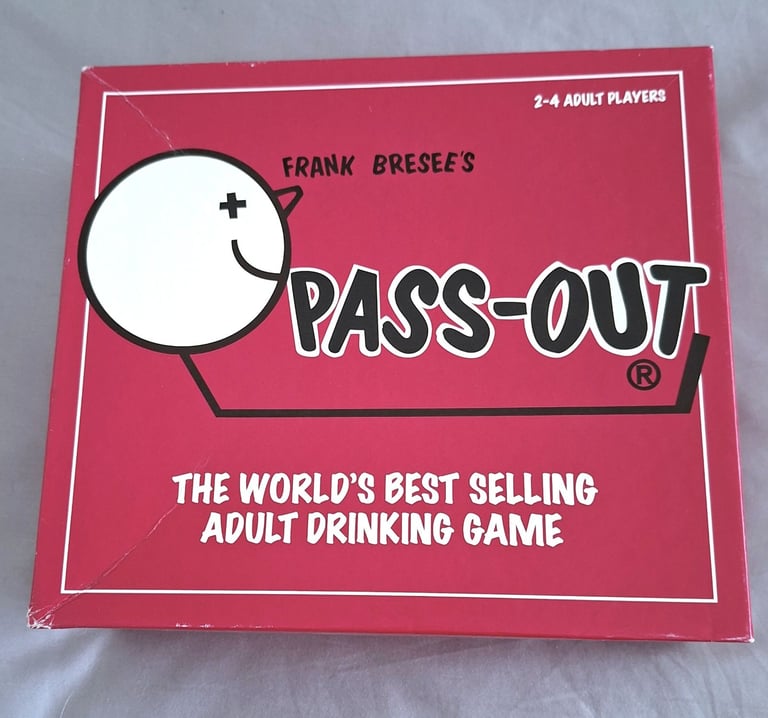 2-4 ADULT PLAYERS
FRANK BRESEE'S
PASS-OUT
®
THE WORLD'S BEST SELLING
ADULT DRINKING GAME